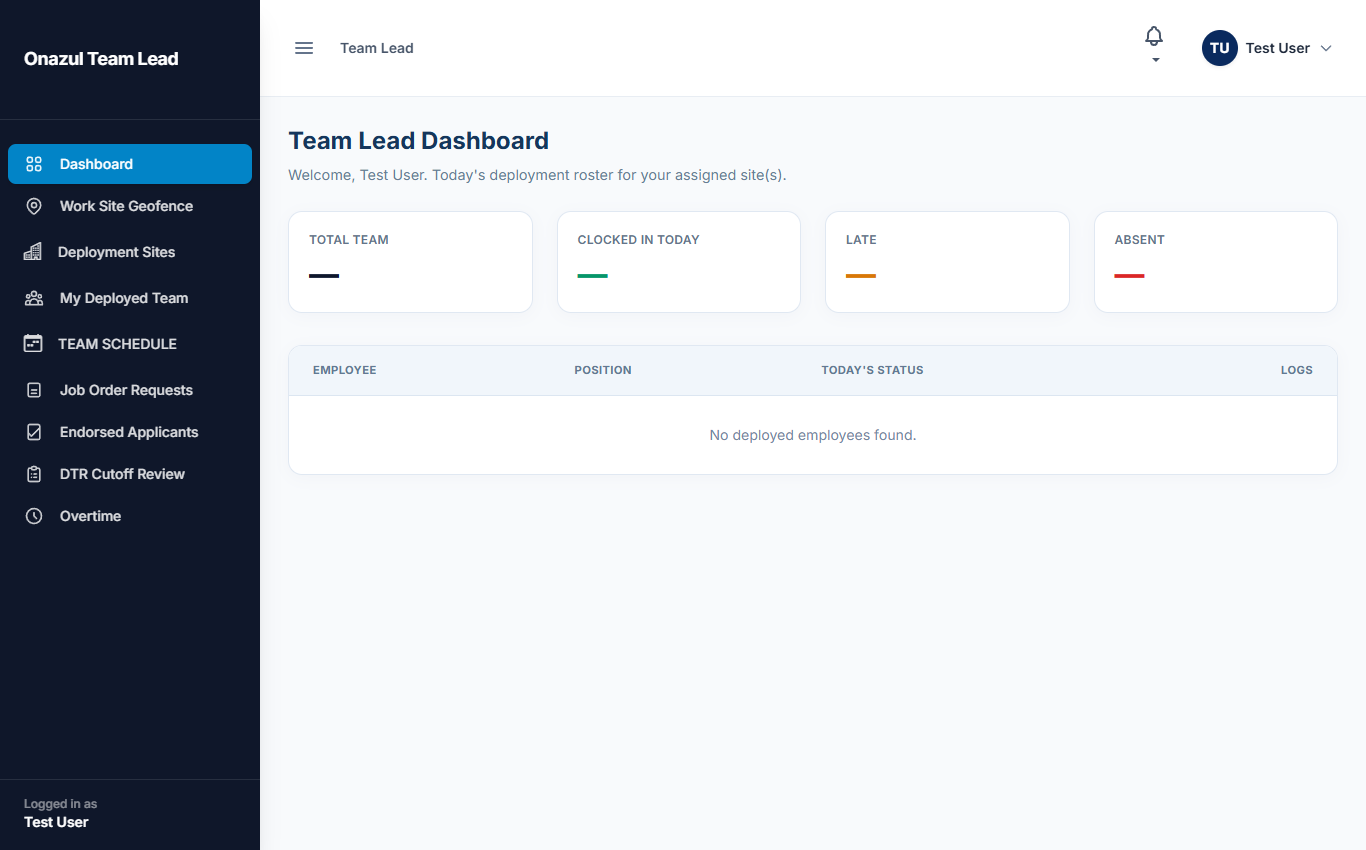 Onazul Team Lead
Team Lead
TU Test User
Dashboard
Work Site Geofence
Deployment Sites
My Deployed Team
TEAM SCHEDULE
Job Order Requests
Endorsed Applicants
DTR Cutoff Review
Overtime
Logged in as
Test User
Team Lead Dashboard
Welcome, Test User. Today's deployment roster for your assigned site(s).
TOTAL TEAM
—
CLOCKED IN TODAY
—
LATE
—
ABSENT
—
EMPLOYEE POSITION TODAY'S STATUS LOGS
No deployed employees found.